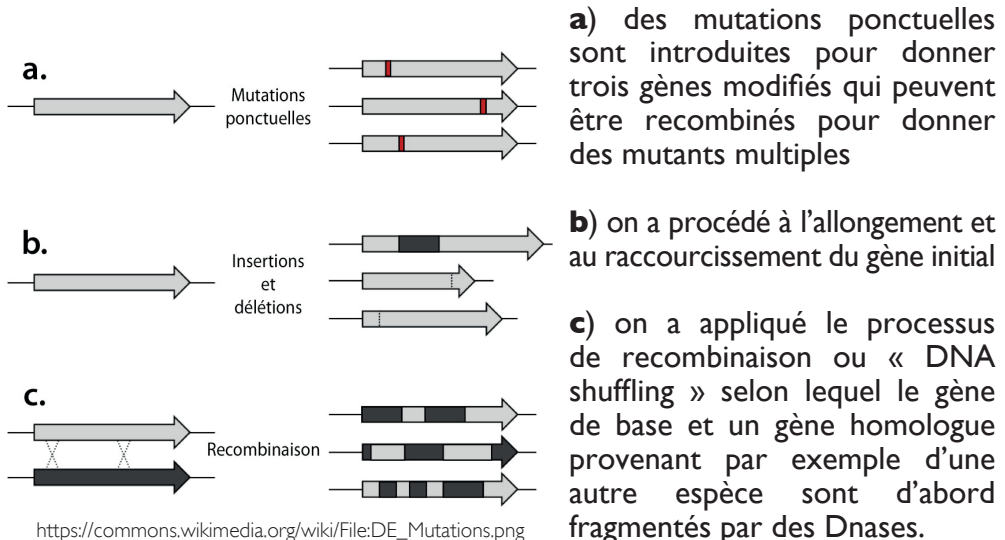 a.
Mutations
ponctuelles
b.
Insertions
et
délétions
c.
Recombinaison
https://commons.wikimedia.org/wiki/File:DE_Mutations.png
a) des mutations ponctuelles
sont introduites pour donner
trois gènes modifiés qui peuvent
être recombinés pour donner
des mutants multiples
b) on a procédé à l’allongement et
au raccourcissement du gène initial
c) on a appliqué le processus
de recombinaison ou « DNA
shuffling » selon lequel le gène
de base et un gène homologue
provenant par exemple d’une
autre espèce sont d’abord
fragmentés par des Dnases.